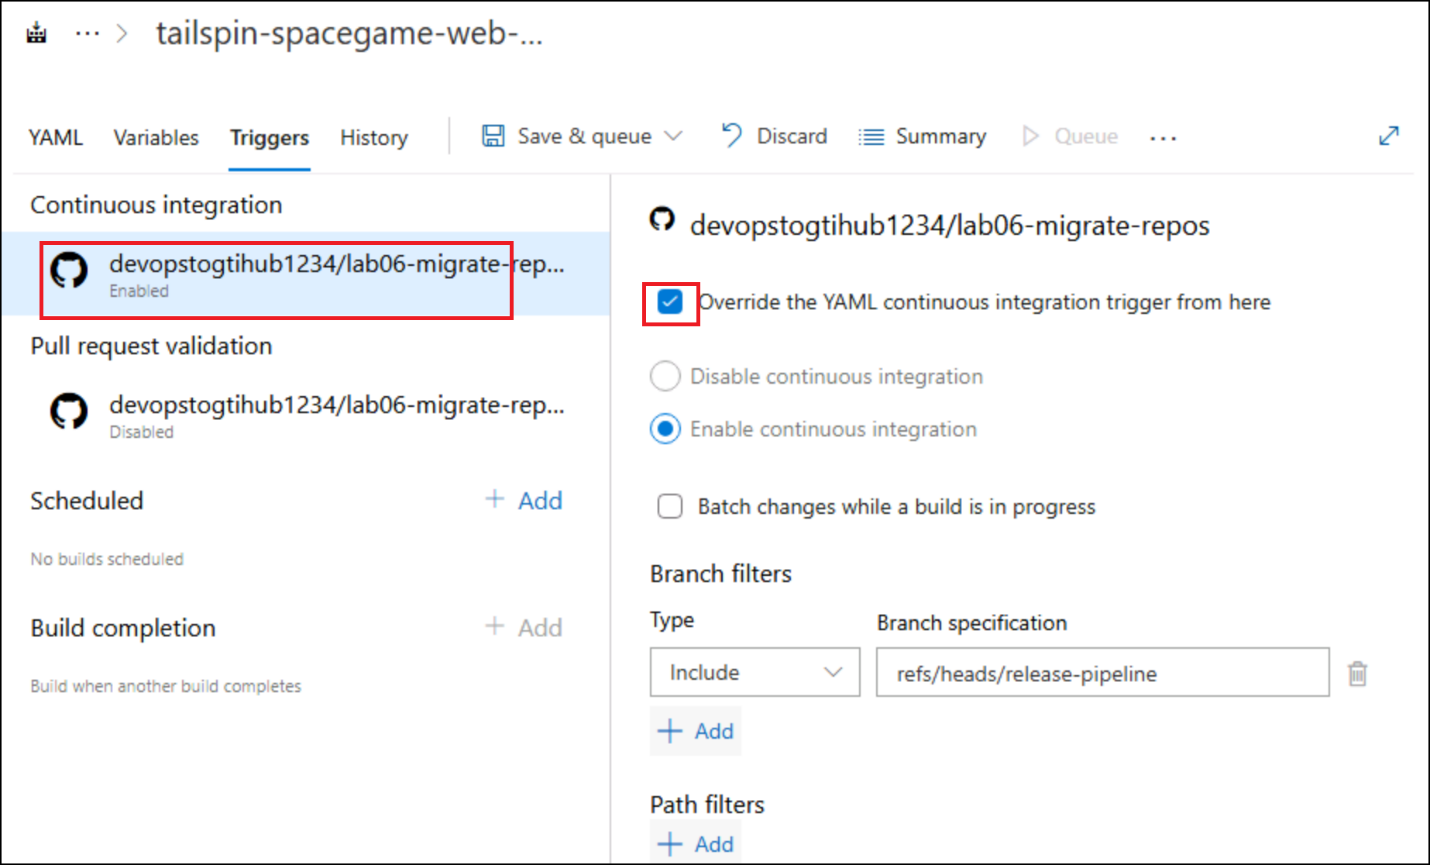 ... > tailspin-spacegame-web-...
YAML Variables Triggers History Save & queue Discard Summary Queue ...
Continuous integration
devopstogtihub1234/lab06-migrate-rep...
Enabled
Pull request validation
devopstogtihub1234/lab06-migrate-rep...
Disabled
Scheduled + Add
No builds scheduled
Build completion + Add
Build when another build completes
devopstogtihub1234/lab06-migrate-repos
Override the YAML continuous integration trigger from here
Disable continuous integration
Enable continuous integration
Batch changes while a build is in progress
Branch filters
Type Branch specification
Include refs/heads/release-pipeline
+ Add
Path filters
+ Add